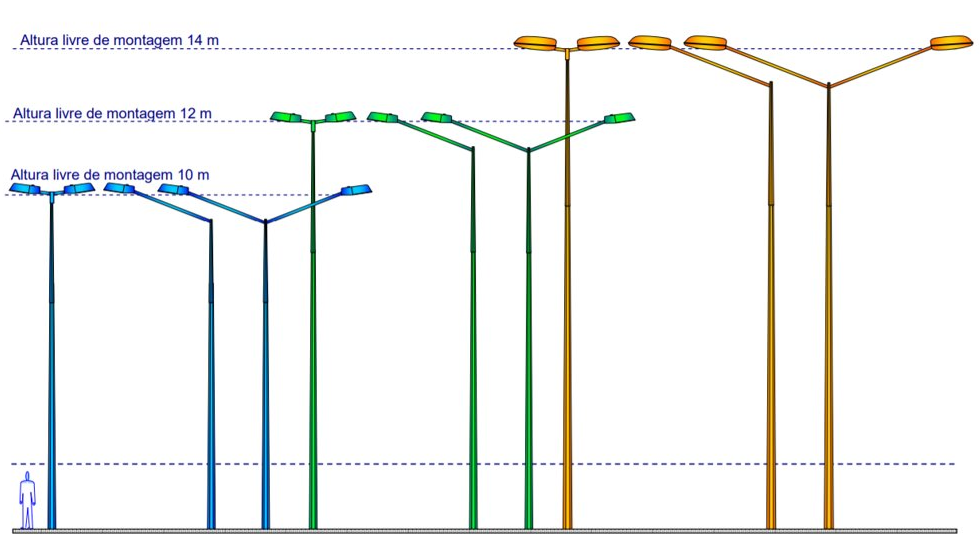 Altura livre de montagem 14 m
Altura livre de montagem 12 m
Altura livre de montagem 10 m